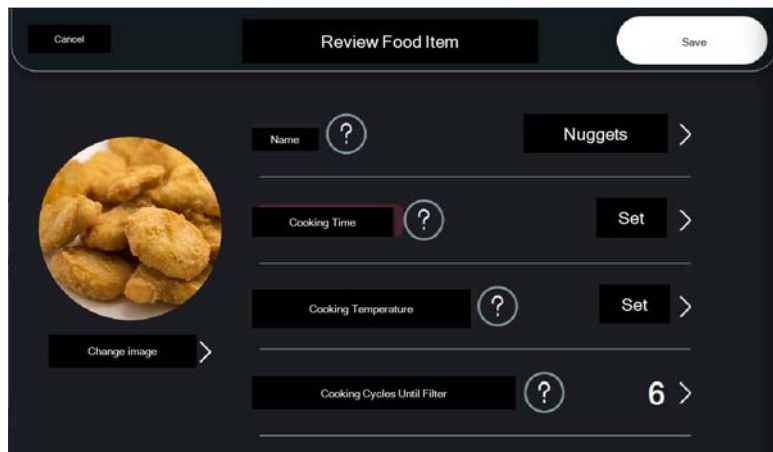 Cancel
Review Food Item
Save
Name ? Nuggets
Cooking Time ? Set
Cooking Temperature ? Set
Change image
Cooking Cycles Until Filter ? 6